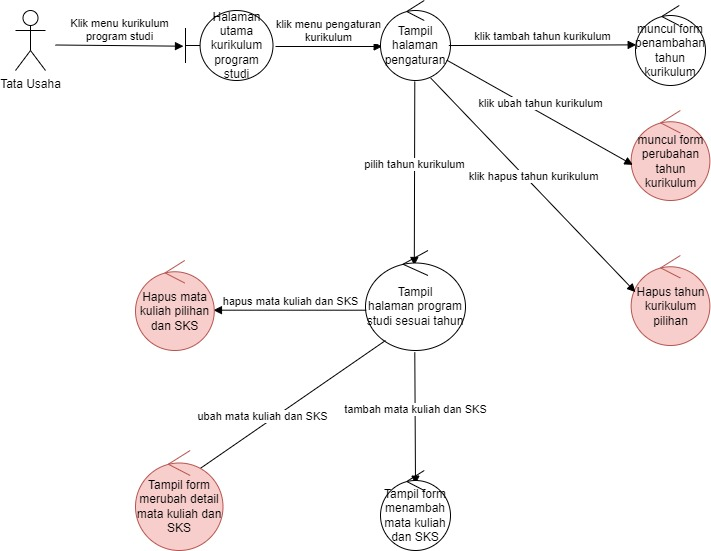 Klik menu kurikulum
program studi
Tata Usaha
Halaman
utama
kurikulum
program
studi
klik menu pengaturan
kurikulum
Tampil
halaman
pengaturan
klik tambah tahun kurikulum
muncul form
penambahan
tahun
kurikulum
klik ubah tahun kurikulum
muncul form
perubahan
tahun
kurikulum
pilih tahun kurikulum
klik hapus tahun kurikulum
Hapus tahun
kurikulum
pilihan
Tampil
halaman program
studi sesuai tahun
hapus mata kuliah dan SKS
Hapus mata
kuliah pilihan
dan SKS
ubah mata kuliah dan SKS
tambah mata kuliah dan SKS
Tampil form
merubah detail
mata kuliah dan
SKS
Tampil form
menambah
mata kuliah
dan SKS